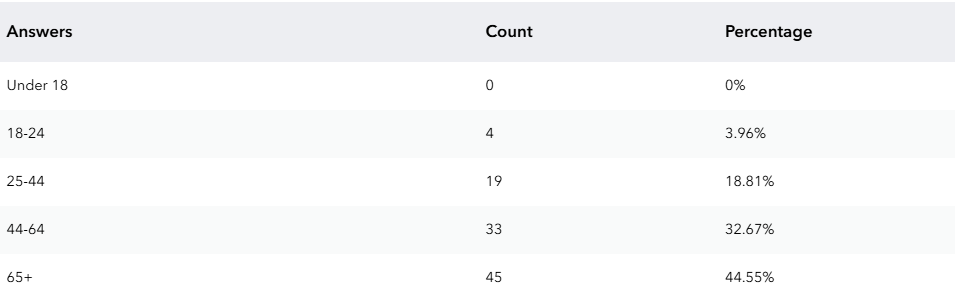 Answers Count Percentage
Under 18 0 0%
18-24 4 3.96%
25-44 19 18.81%
44-64 33 32.67%
65+ 45 44.55%